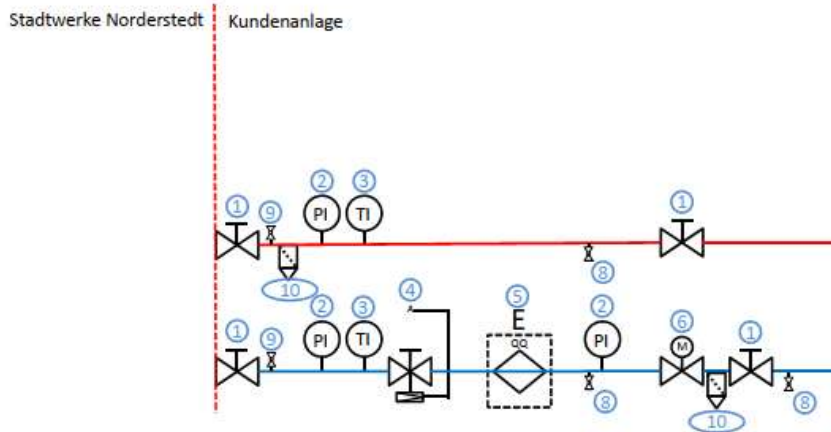 Stadtwerke Norderstedt Kundenanlage
2 3
1 9 1
PI TI
8
10
4 5
2 3 E 2 6
1 9 QQ 1
PI TI PI M
8 8
10